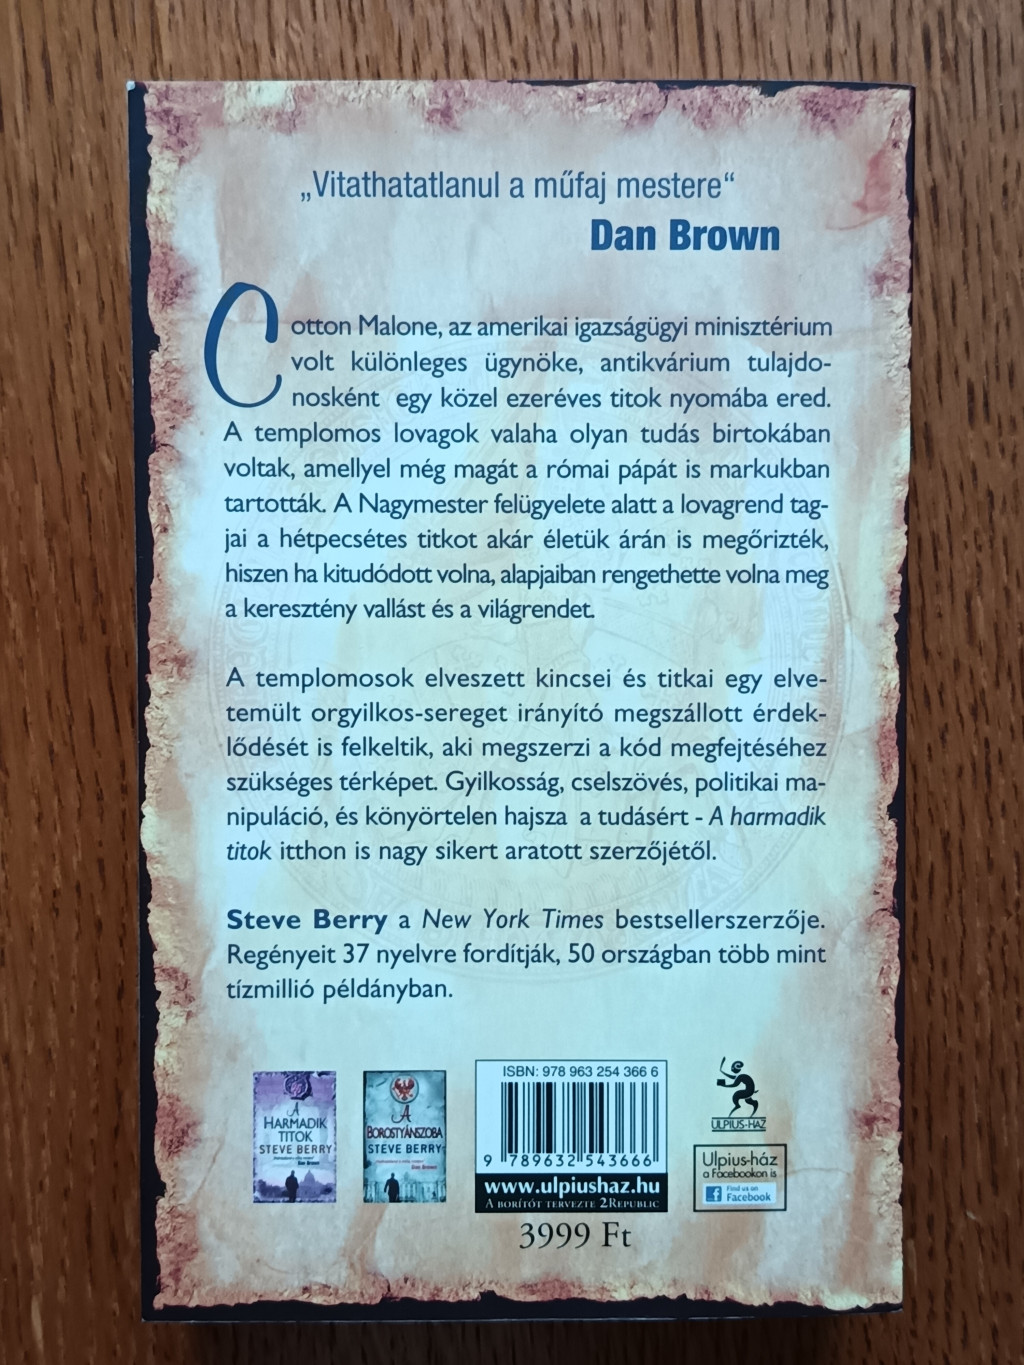 „Vitathatatlanul a műfaj mestere“
Dan Brown
Cotton Malone, az amerikai igazságügyi minisztérium
volt különleges ügynöke, antikvárium tulajdo-
nosként egy közel ezeréves titok nyomába ered.
A templomos lovagok valaha olyan tudás birtokában
voltak, amellyel még magát a római pápát is markukban
tartották. A Nagymester felügyelete alatt a lovagrend tag-
jai a hétpecsétes titkot akár életük árán is megőrizték,
hiszen ha kitudódott volna, alapjaiban rengethette volna meg
a keresztény vallást és a világrendet.
A templomosok elveszett kincsei és titkai egy elve-
temült orgyilkos-sereget irányító megszállott érdek-
lődését is felkeltik, aki megszerzi a kód megfejtéséhez
szükséges térképet. Gyilkosság, cselszövés, politikai ma-
nipuláció, és könyörtelen hajsza a tudásért - A harmadik
titok itthon is nagy sikert aratott szerzőjétől.
Steve Berry a New York Times bestsellerszerzője.
Regényeit 37 nyelvre fordítják, 50 országban több mint
tízmillió példányban.
A
HARMADIK
TITOK
STEVE BERRY
Dan Brown
A
BOROSTYÁNSZOBA
STEVE BERRY
Dan Brown
ISBN: 978 963 254 366 6
9 789632 543666
www.ulpiushaz.hu
A BORÍTÓT TERVEZTE 2REPUBLIC
3999 Ft
ULPIUS-HÁZ
Ulpius-ház
a Facebookon is
Find us on
Facebook